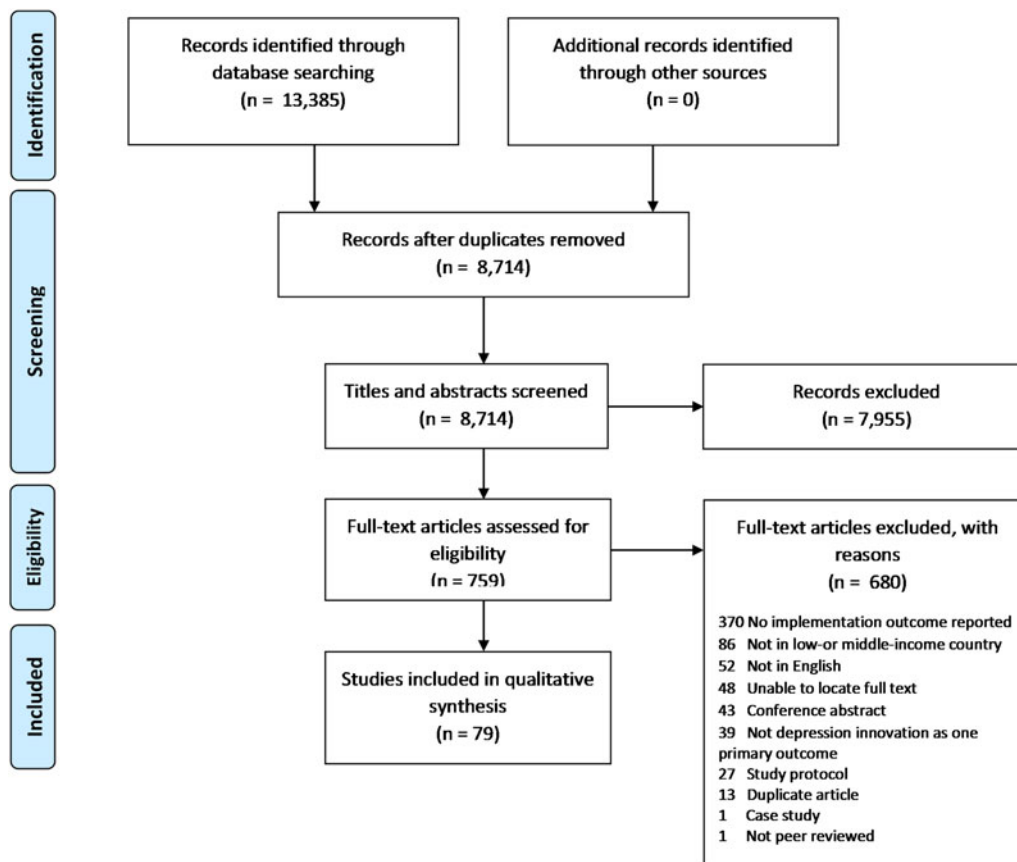 Identification
Records identified through
database searching
(n = 13,385)
Additional records identified
through other sources
(n = 0)
Screening
Records after duplicates removed
(n = 8,714)
Titles and abstracts screened
(n = 8,714)
Records excluded
(n = 7,955)
Eligibility
Full-text articles assessed for
eligibility
(n = 759)
Full-text articles excluded, with
reasons
(n = 680)
370 No implementation outcome reported
86 Not in low-or middle-income country
52 Not in English
48 Unable to locate full text
43 Conference abstract
39 Not depression innovation as one
primary outcome
27 Study protocol
13 Duplicate article
1 Case study
1 Not peer reviewed
Included
Studies included in qualitative
synthesis
(n = 79)